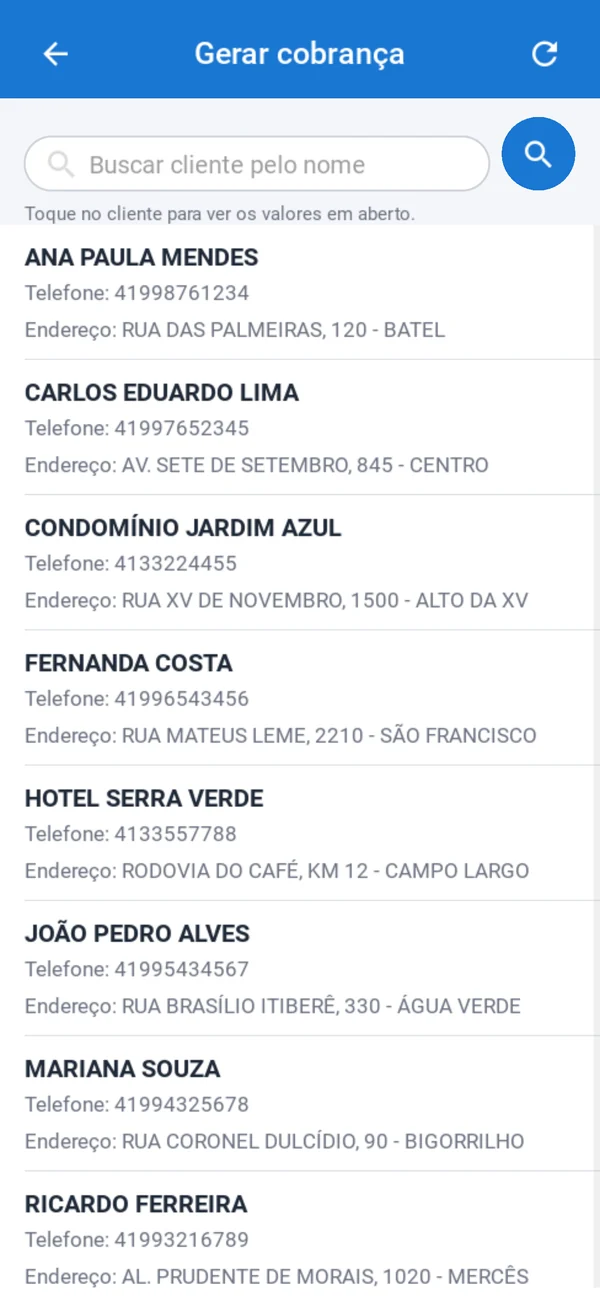 Gerar cobrança
Buscar cliente pelo nome
Toque no cliente para ver os valores em aberto.
ANA PAULA MENDES
Telefone: 41998761234
Endereço: RUA DAS PALMEIRAS, 120 - BATEL
CARLOS EDUARDO LIMA
Telefone: 41997652345
Endereço: AV. SETE DE SETEMBRO, 845 - CENTRO
CONDOMÍNIO JARDIM AZUL
Telefone: 4133224455
Endereço: RUA XV DE NOVEMBRO, 1500 - ALTO DA XV
FERNANDA COSTA
Telefone: 41996543456
Endereço: RUA MATEUS LEME, 2210 - SÃO FRANCISCO
HOTEL SERRA VERDE
Telefone: 4133557788
Endereço: RODOVIA DO CAFÉ, KM 12 - CAMPO LARGO
JOÃO PEDRO ALVES
Telefone: 41995434567
Endereço: RUA BRASÍLIO ITIBERÊ, 330 - ÁGUA VERDE
MARIANA SOUZA
Telefone: 41994325678
Endereço: RUA CORONEL DULCÍDIO, 90 - BIGORRILHO
RICARDO FERREIRA
Telefone: 41993216789
Endereço: AL. PRUDENTE DE MORAIS, 1020 - MERCÊS